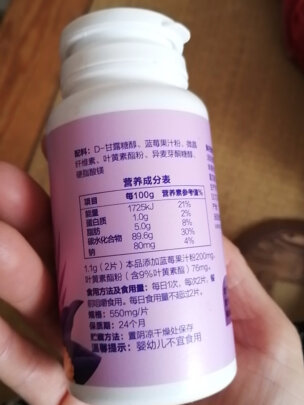 配料：D-甘露糖醇、蓝莓果汁粉、微晶
纤维素、叶黄素酯粉、异麦芽酮糖醇、
硬脂酸镁
营养成分表
项目 每100g 营养素参考值%
能量 1725kJ 21%
蛋白质 1.0g 2%
脂肪 5.0g 8%
碳水化合物 89.6g 30%
钠 80mg 4%
1.1g（2片）本品添加蓝莓果汁粉200mg，
叶黄素酯粉（含9%叶黄素酯）76mg。
食用方法及食用量：每日1次，每次2片，
即咀嚼食用。每日食用量不超过2片。
规格：550mg/片
保质期：24个月
贮藏方法：置阴凉干燥处保存
温馨提示：婴幼儿不宜食用